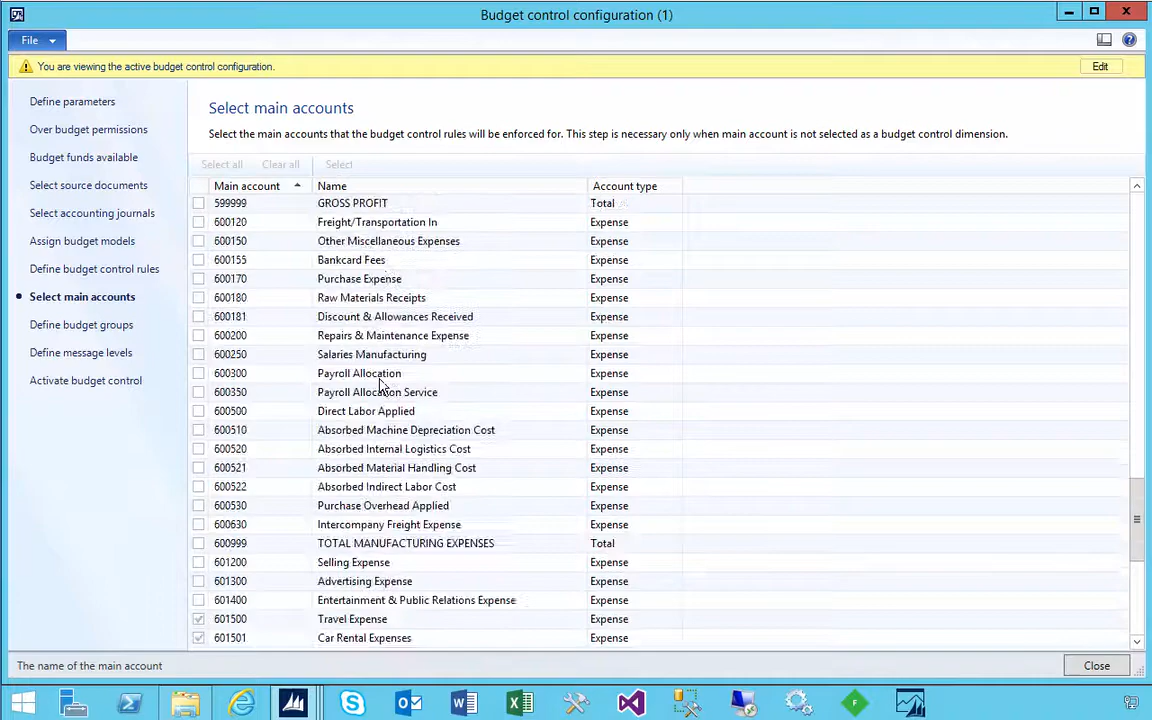 Budget control configuration (1)
File
You are viewing the active budget control configuration.
Edit
Define parameters
Over budget permissions
Budget funds available
Select source documents
Select accounting journals
Assign budget models
Define budget control rules
Select main accounts
Define budget groups
Define message levels
Activate budget control
Select main accounts
Select the main accounts that the budget control rules will be enforced for. This step is necessary only when main account is not selected as a budget control dimension.
Select all Clear all Select
Main account Name Account type
599999 GROSS PROFIT Total
600120 Freight/Transportation In Expense
600150 Other Miscellaneous Expenses Expense
600155 Bankcard Fees Expense
600170 Purchase Expense Expense
600180 Raw Materials Receipts Expense
600181 Discount & Allowances Received Expense
600200 Repairs & Maintenance Expense Expense
600250 Salaries Manufacturing Expense
600300 Payroll Allocation Expense
600350 Payroll Allocation Service Expense
600500 Direct Labor Applied Expense
600510 Absorbed Machine Depreciation Cost Expense
600520 Absorbed Internal Logistics Cost Expense
600521 Absorbed Material Handling Cost Expense
600522 Absorbed Indirect Labor Cost Expense
600530 Purchase Overhead Applied Expense
600630 Intercompany Freight Expense Expense
600999 TOTAL MANUFACTURING EXPENSES Total
601200 Selling Expense Expense
601300 Advertising Expense Expense
601400 Entertainment & Public Relations Expense Expense
601500 Travel Expense Expense
601501 Car Rental Expenses Expense
The name of the main account
Close